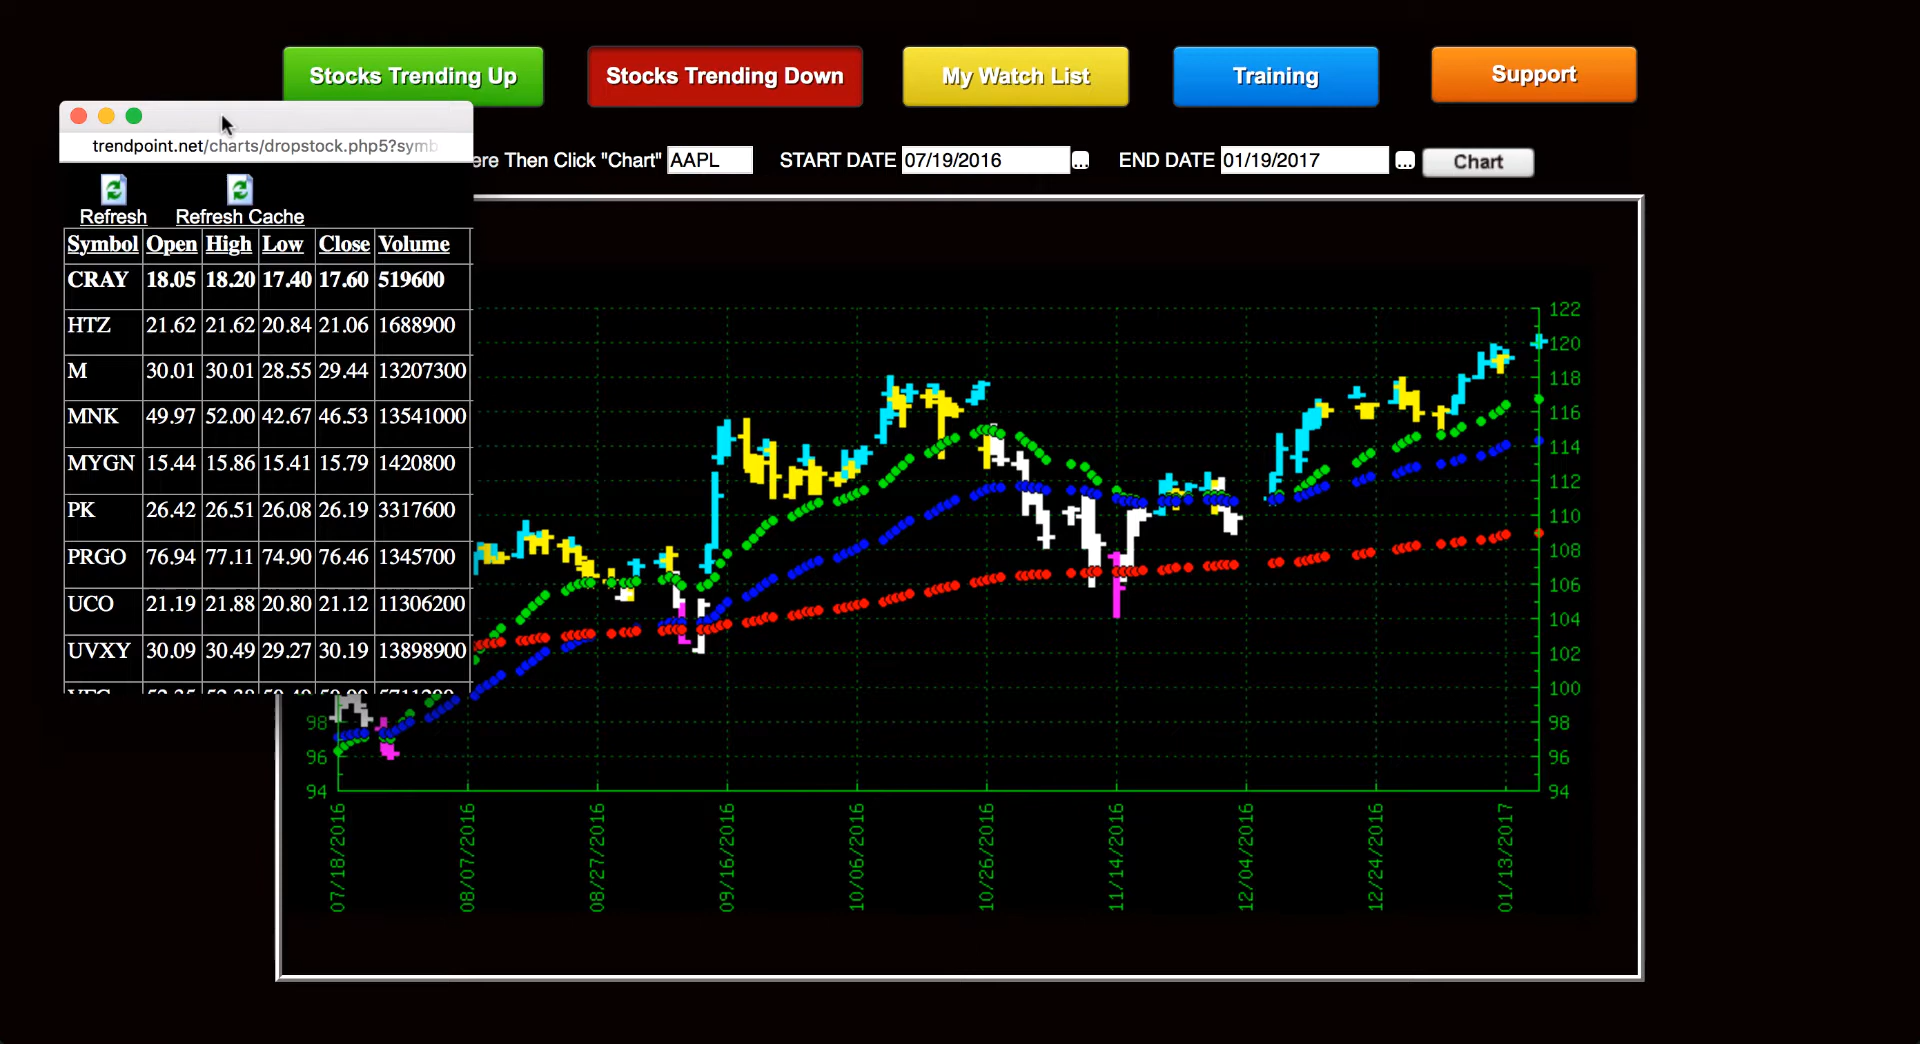 Stocks Trending Up
Stocks Trending Down
My Watch List
Training
Support
trendpoint.net/charts/dropstock.php5?symb
ere Then Click "Chart" AAPL START DATE 07/19/2016 ... END DATE 01/19/2017 ... Chart
Refresh Refresh Cache
Symbol Open High Low Close Volume
CRAY 18.05 18.20 17.40 17.60 519600
HTZ 21.62 21.62 20.84 21.06 1688900
M 30.01 30.01 28.55 29.44 13207300
MNK 49.97 52.00 42.67 46.53 13541000
MYGN 15.44 15.86 15.41 15.79 1420800
PK 26.42 26.51 26.08 26.19 3317600
PRGO 76.94 77.11 74.90 76.46 1345700
UCO 21.19 21.88 20.80 21.12 11306200
UVXY 30.09 30.49 29.27 30.19 13898900
122
120
118
116
114
112
110
108
106
104
102
100
98 98
96 96
94 94
07/18/2016
08/07/2016
08/27/2016
09/16/2016
10/06/2016
10/26/2016
11/14/2016
12/04/2016
12/24/2016
01/13/2017